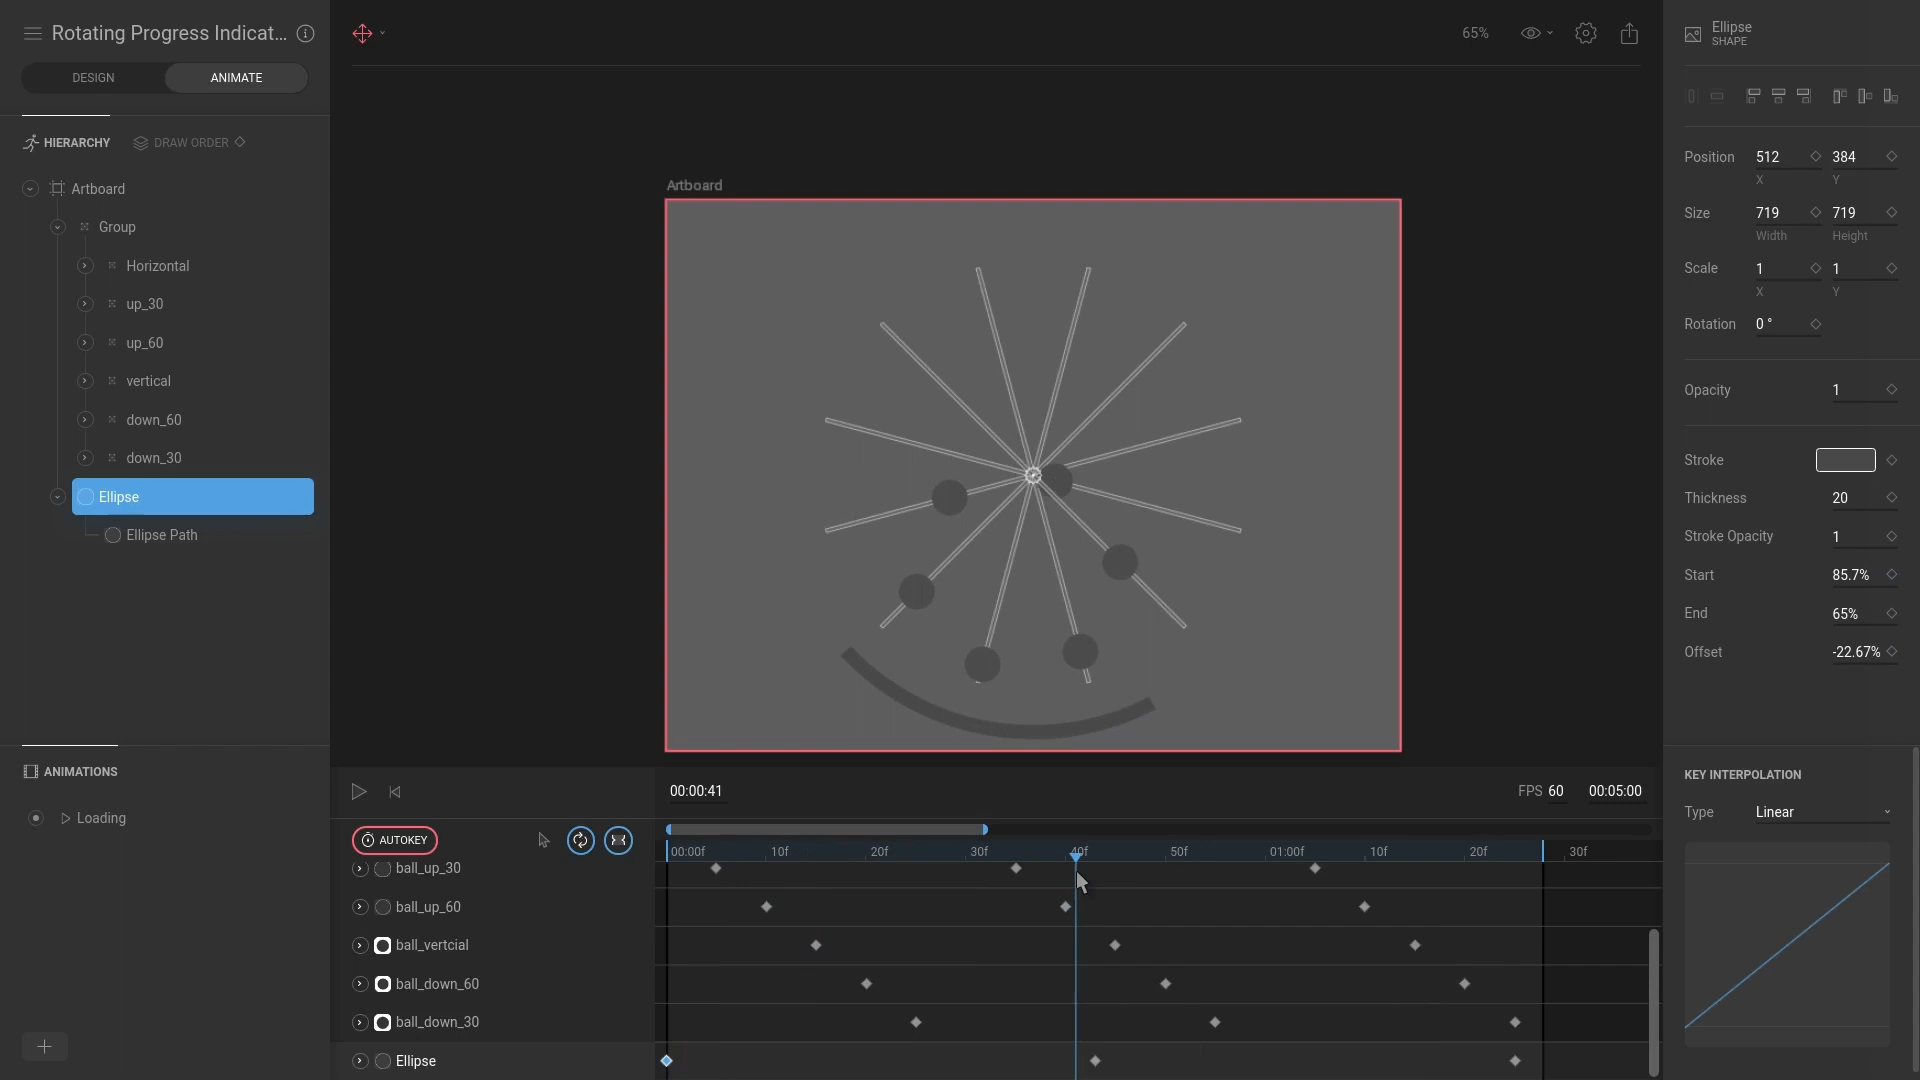 Rotating Progress Indicat...
DESIGN
ANIMATE
HIERARCHY
DRAW ORDER
Artboard
Group
Horizontal
up_30
up_60
vertical
down_60
down_30
Ellipse
Ellipse Path
ANIMATIONS
Loading
65%
Artboard
00:00:41
FPS 60
00:05:00
AUTOKEY
00:00f
10f
20f
30f
40f
50f
01:00f
10f
20f
30f
ball_up_30
ball_up_60
ball_vertcial
ball_down_60
ball_down_30
Ellipse
Ellipse
SHAPE
Position 512 384
X Y
Size 719 719
Width Height
Scale 1 1
X Y
Rotation 0 °
Opacity 1
Stroke
Thickness 20
Stroke Opacity 1
Start 85.7%
End 65%
Offset -22.67%
KEY INTERPOLATION
Type Linear